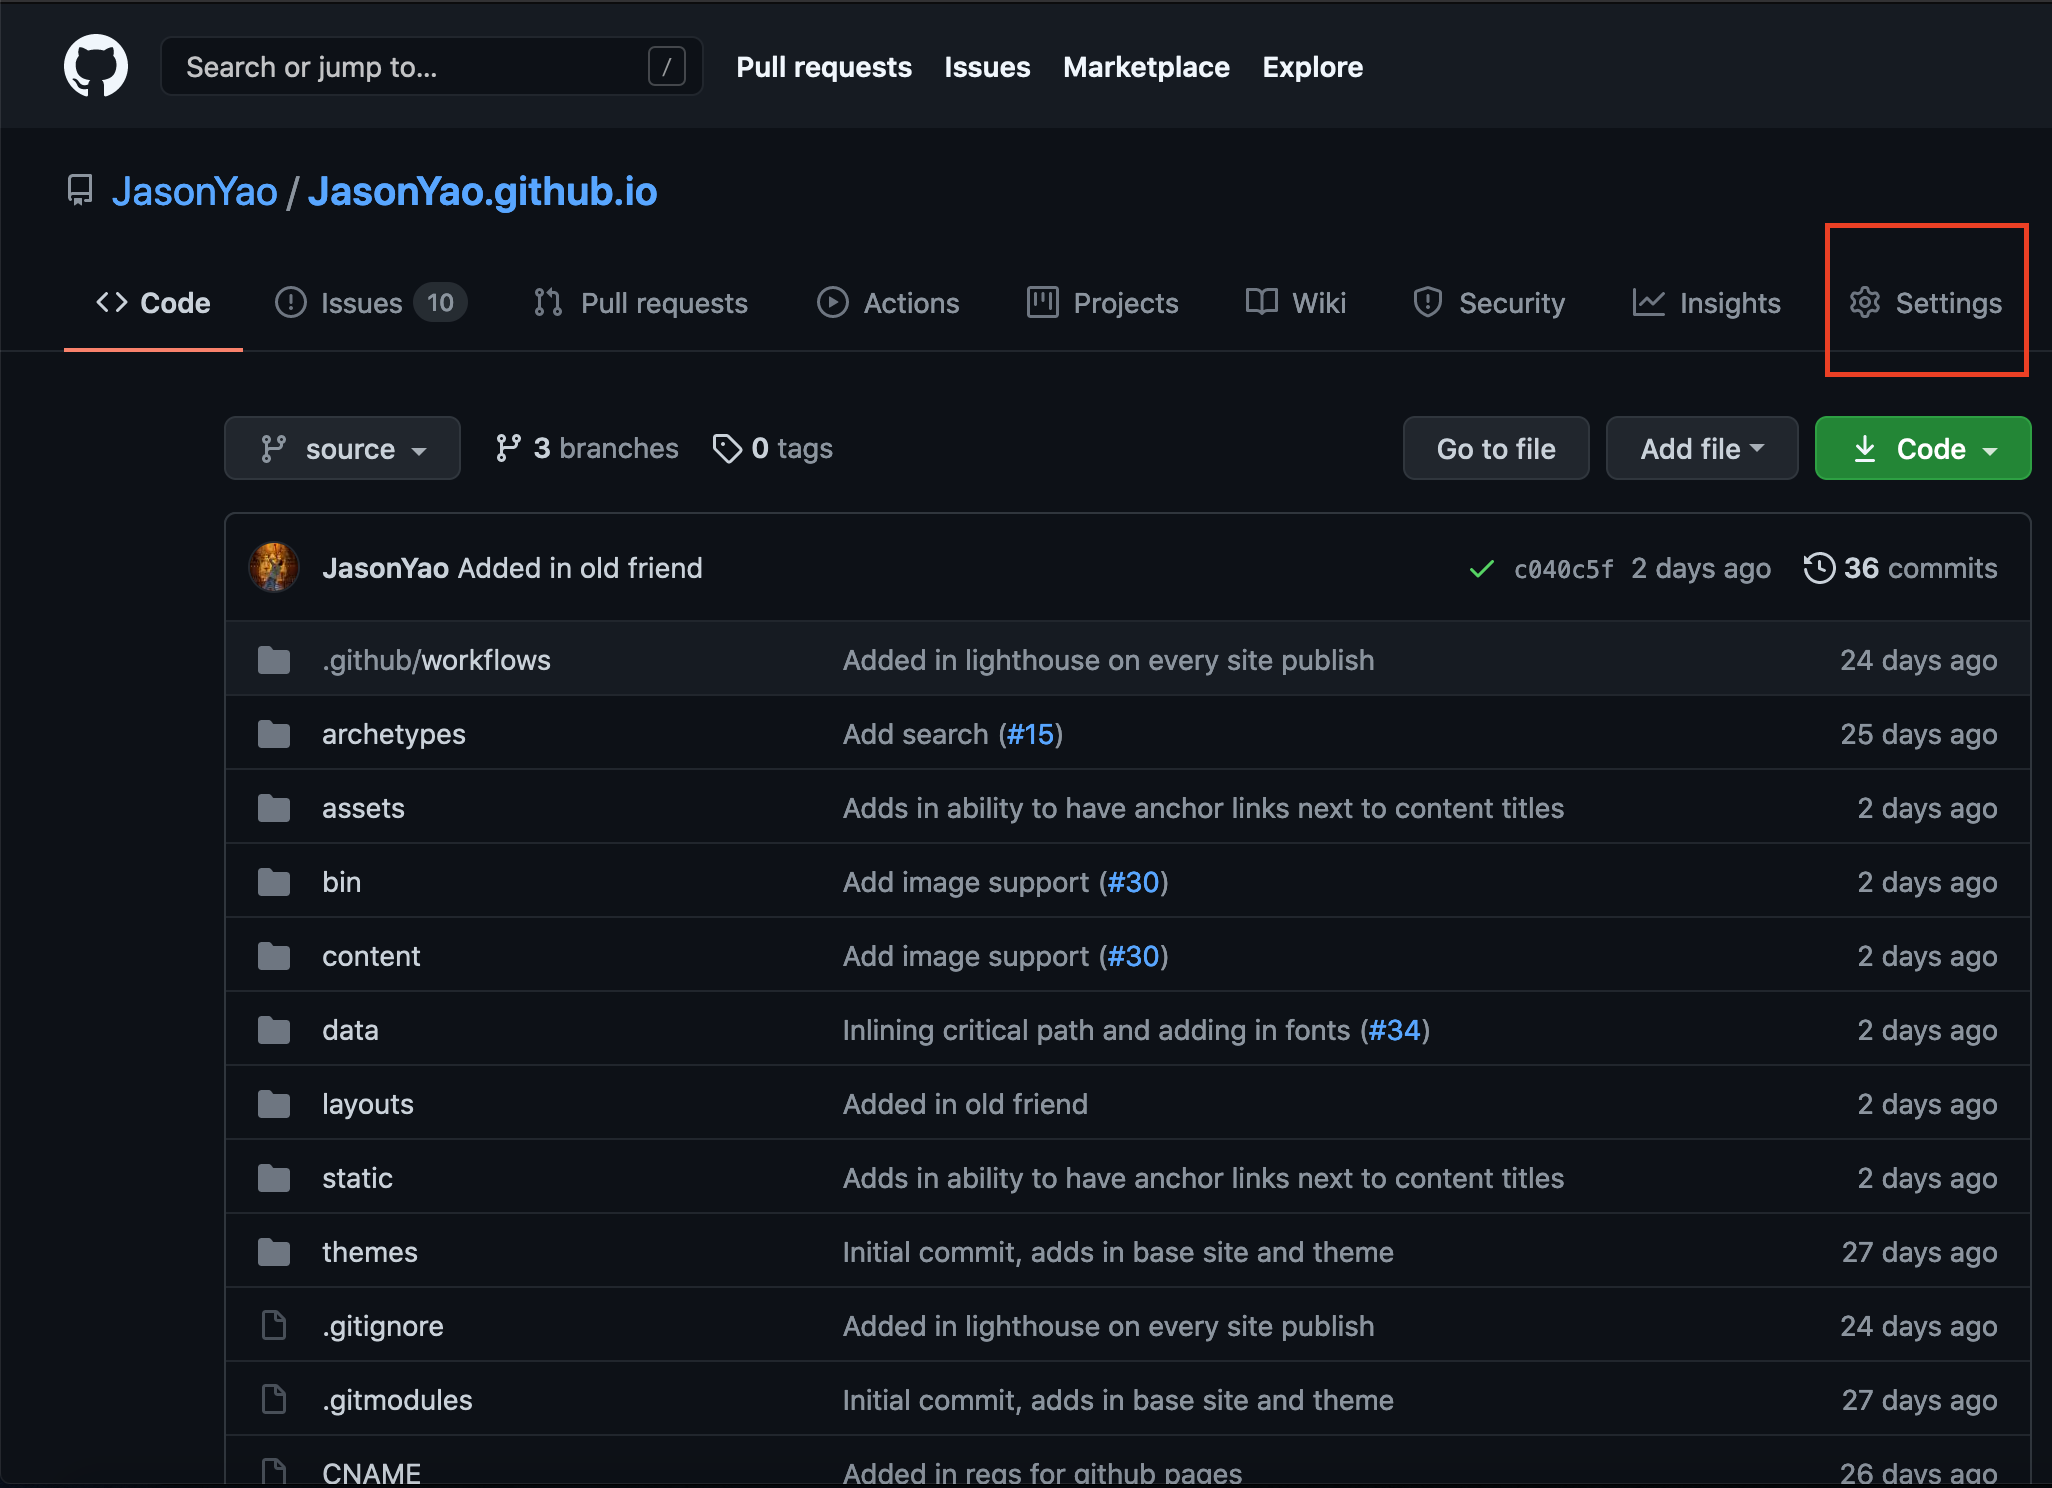 Search or jump to... /
Pull requests Issues Marketplace Explore
JasonYao / JasonYao.github.io
Code Issues 10 Pull requests Actions Projects Wiki Security Insights Settings
source 3 branches 0 tags Go to file Add file Code
JasonYao Added in old friend c040c5f 2 days ago 36 commits
.github/workflows Added in lighthouse on every site publish 24 days ago
archetypes Add search (#15) 25 days ago
assets Adds in ability to have anchor links next to content titles 2 days ago
bin Add image support (#30) 2 days ago
content Add image support (#30) 2 days ago
data Inlining critical path and adding in fonts (#34) 2 days ago
layouts Added in old friend 2 days ago
static Adds in ability to have anchor links next to content titles 2 days ago
themes Initial commit, adds in base site and theme 27 days ago
.gitignore Added in lighthouse on every site publish 24 days ago
.gitmodules Initial commit, adds in base site and theme 27 days ago
CNAME Added in reqs for github pages 26 days ago